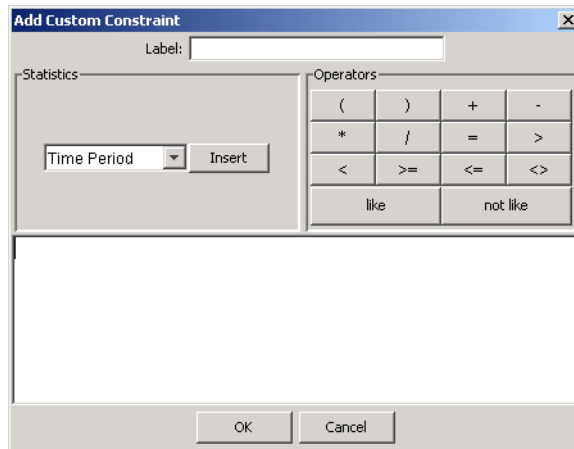 Add Custom Constraint
Label:
Statistics
Time Period
Insert
Operators
( ) + -
* / = >
< >= <= <>
like not like
OK Cancel